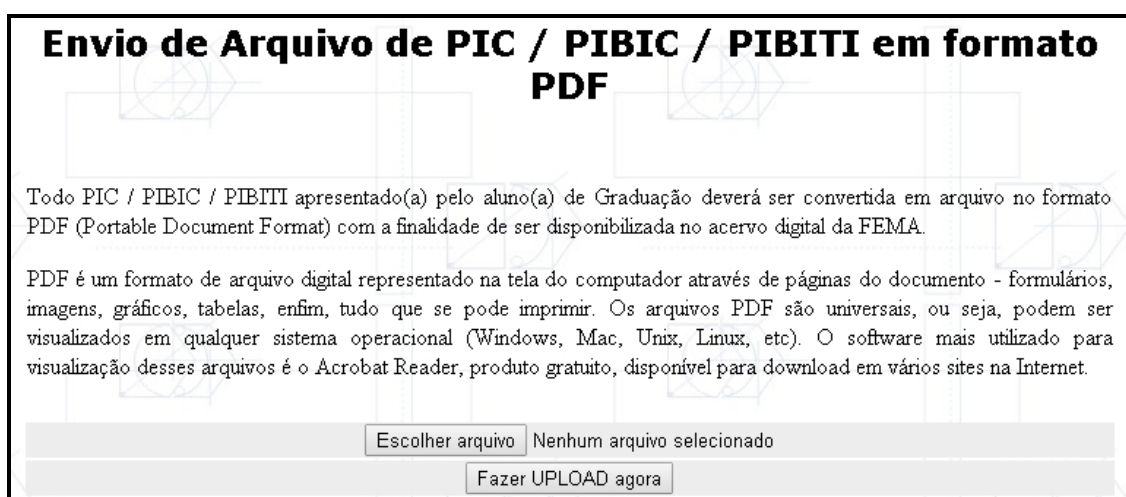 Envio de Arquivo de PIC / PIBIC / PIBITI em formato
PDF
Todo PIC / PIBIC / PIBITI apresentado(a) pelo aluno(a) de Graduação deverá ser convertida em arquivo no formato
PDF (Portable Document Format) com a finalidade de ser disponibilizada no acervo digital da FEMA.
PDF é um formato de arquivo digital representado na tela do computador através de páginas do documento - formulários,
imagens, gráficos, tabelas, enfim, tudo que se pode imprimir. Os arquivos PDF são universais, ou seja, podem ser
visualizados em qualquer sistema operacional (Windows, Mac, Unix, Linux, etc). O software mais utilizado para
visualização desses arquivos é o Acrobat Reader, produto gratuito, disponível para download em vários sites na Internet.
Escolher arquivo Nenhum arquivo selecionado
Fazer UPLOAD agora